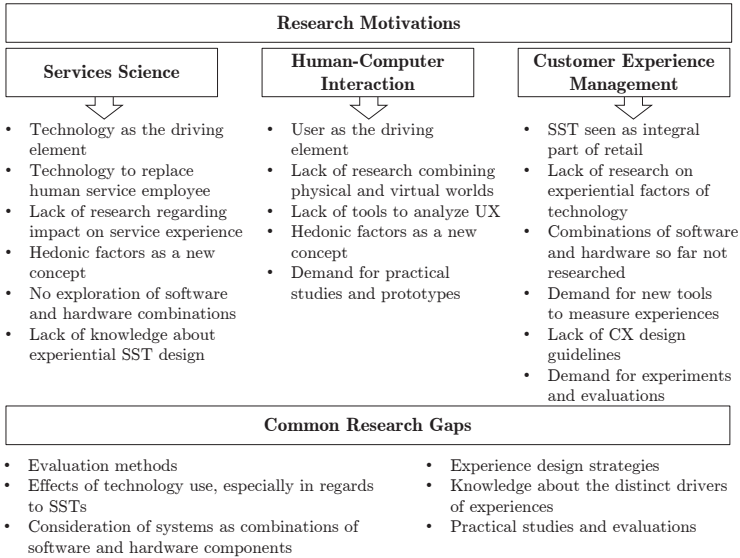 Research Motivations
Services Science
• Technology as the driving
element
• Technology to replace
human service employee
• Lack of research regarding
impact on service experience
• Hedonic factors as a new
concept
• No exploration of software
and hardware combinations
• Lack of knowledge about
experiential SST design
Human-Computer
Interaction
• User as the driving
element
• Lack of research combining
physical and virtual worlds
• Lack of tools to analyze UX
• Hedonic factors as a new
concept
• Demand for practical
studies and prototypes
Customer Experience
Management
• SST seen as integral
part of retail
• Lack of research on
experiential factors of
technology
• Combinations of software
and hardware so far not
researched
• Demand for new tools
to measure experiences
• Lack of CX design
guidelines
• Demand for experiments
and evaluations
Common Research Gaps
• Evaluation methods
• Effects of technology use, especially in regards
to SSTs
• Consideration of systems as combinations of
software and hardware components
• Experience design strategies
• Knowledge about the distinct drivers
of experiences
• Practical studies and evaluations